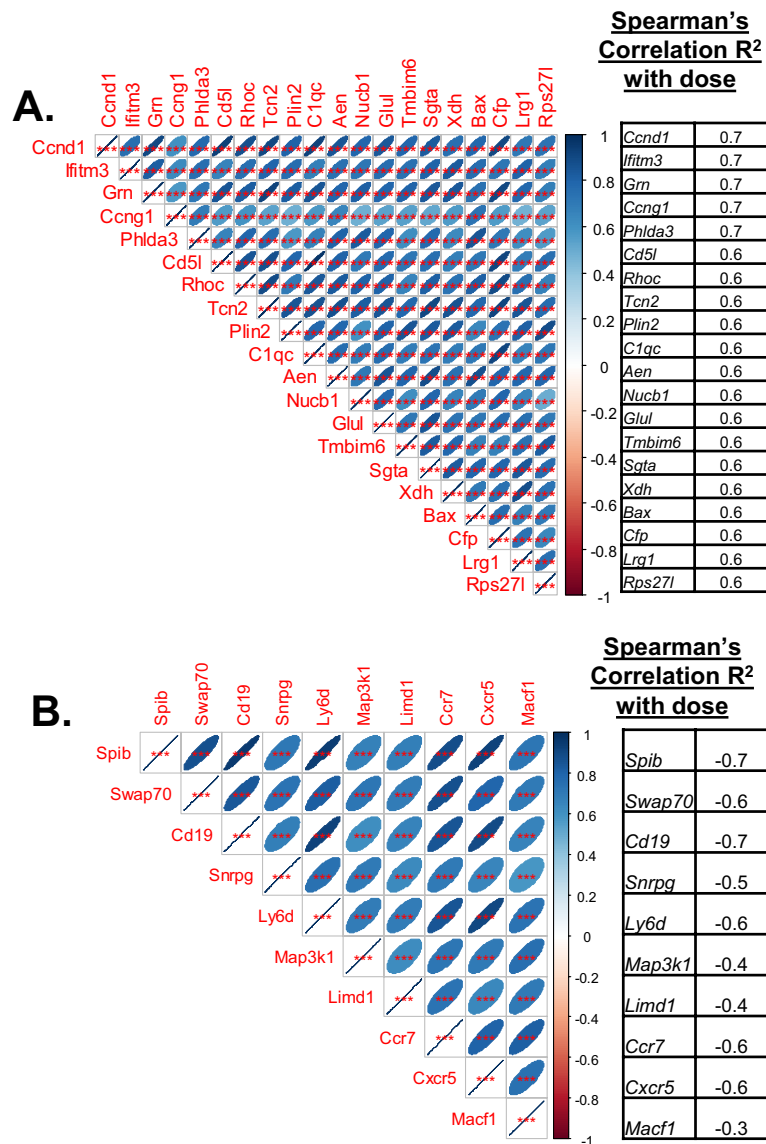 Spearman's
Correlation R2
with dose
A.
Ccnd1
Ifitm3
Grn
Ccng1
Phlda3
Cd5l
Rhoc
Tcn2
Plin2
C1qc
Aen
Nucb1
Glul
Tmbim6
Sgta
Xdh
Bax
Cfp
Lrg1
Rps27l
Ccnd1
Ifitm3
Grn
Ccng1
Phlda3
Cd5l
Rhoc
Tcn2
Plin2
C1qc
Aen
Nucb1
Glul
Tmbim6
Sgta
Xdh
Bax
Cfp
Lrg1
Rps27l
1
0.8
0.6
0.4
0.2
0
-0.2
-0.4
-0.6
-0.8
-1
Ccnd1 0.7
Ifitm3 0.7
Grn 0.7
Ccng1 0.7
Phlda3 0.7
Cd5l 0.6
Rhoc 0.6
Tcn2 0.6
Plin2 0.6
C1qc 0.6
Aen 0.6
Nucb1 0.6
Glul 0.6
Tmbim6 0.6
Sgta 0.6
Xdh 0.6
Bax 0.6
Cfp 0.6
Lrg1 0.6
Rps27l 0.6
Spearman's
Correlation R2
with dose
B.
Spib
Swap70
Cd19
Snrpg
Ly6d
Map3k1
Limd1
Ccr7
Cxcr5
Macf1
Spib
Swap70
Cd19
Snrpg
Ly6d
Map3k1
Limd1
Ccr7
Cxcr5
Macf1
1
0.8
0.6
0.4
0.2
0
-0.2
-0.4
-0.6
-0.8
-1
Spib -0.7
Swap70 -0.6
Cd19 -0.7
Snrpg -0.5
Ly6d -0.6
Map3k1 -0.4
Limd1 -0.4
Ccr7 -0.6
Cxcr5 -0.6
Macf1 -0.3